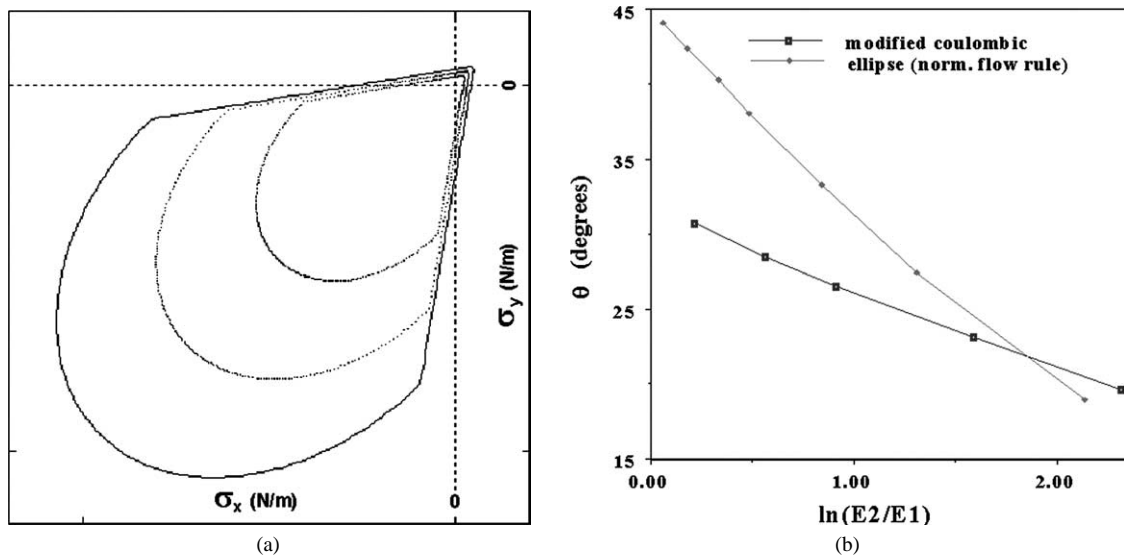 0
σy (N/m)
σx (N/m)
0
(a)
45
35
25
15
θ (degrees)
modified coulombic
ellipse (norm. flow rule)
0.00
1.00
2.00
ln(E2/E1)
(b)